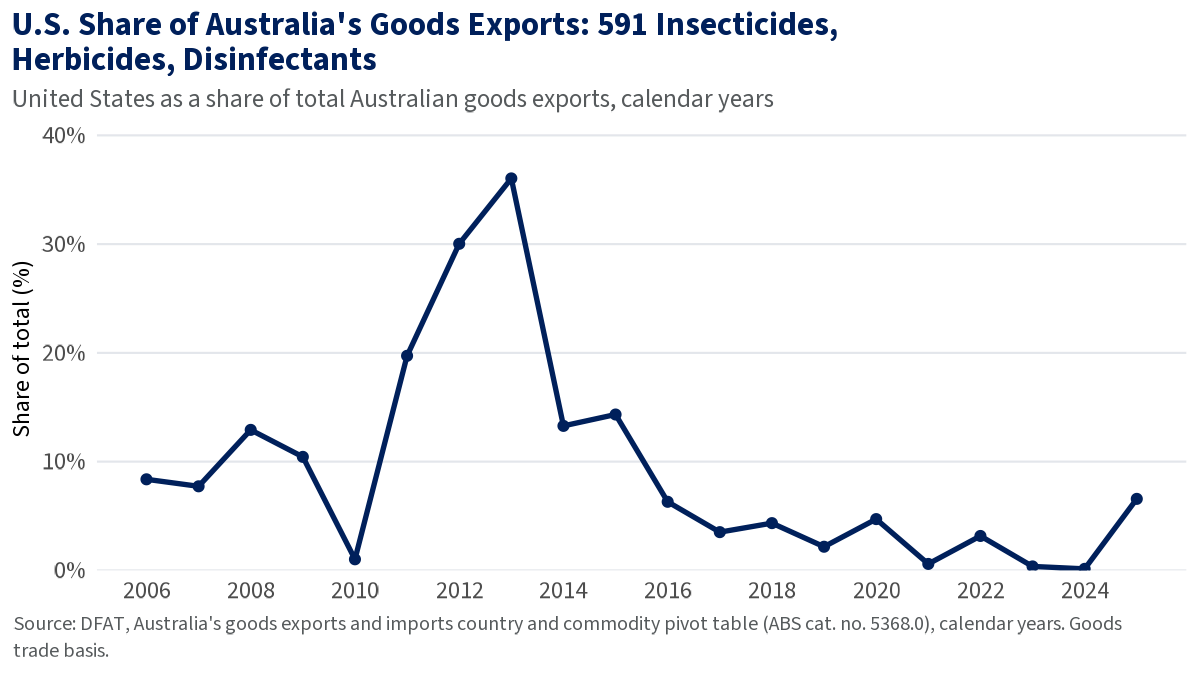 U.S. Share of Australia's Goods Exports: 591 Insecticides,
Herbicides, Disinfectants
United States as a share of total Australian goods exports, calendar years
Share of total (%)
40%
30%
20%
10%
0%
2006 2008 2010 2012 2014 2016 2018 2020 2022 2024
Source: DFAT, Australia's goods exports and imports country and commodity pivot table (ABS cat. no. 5368.0), calendar years. Goods
trade basis.